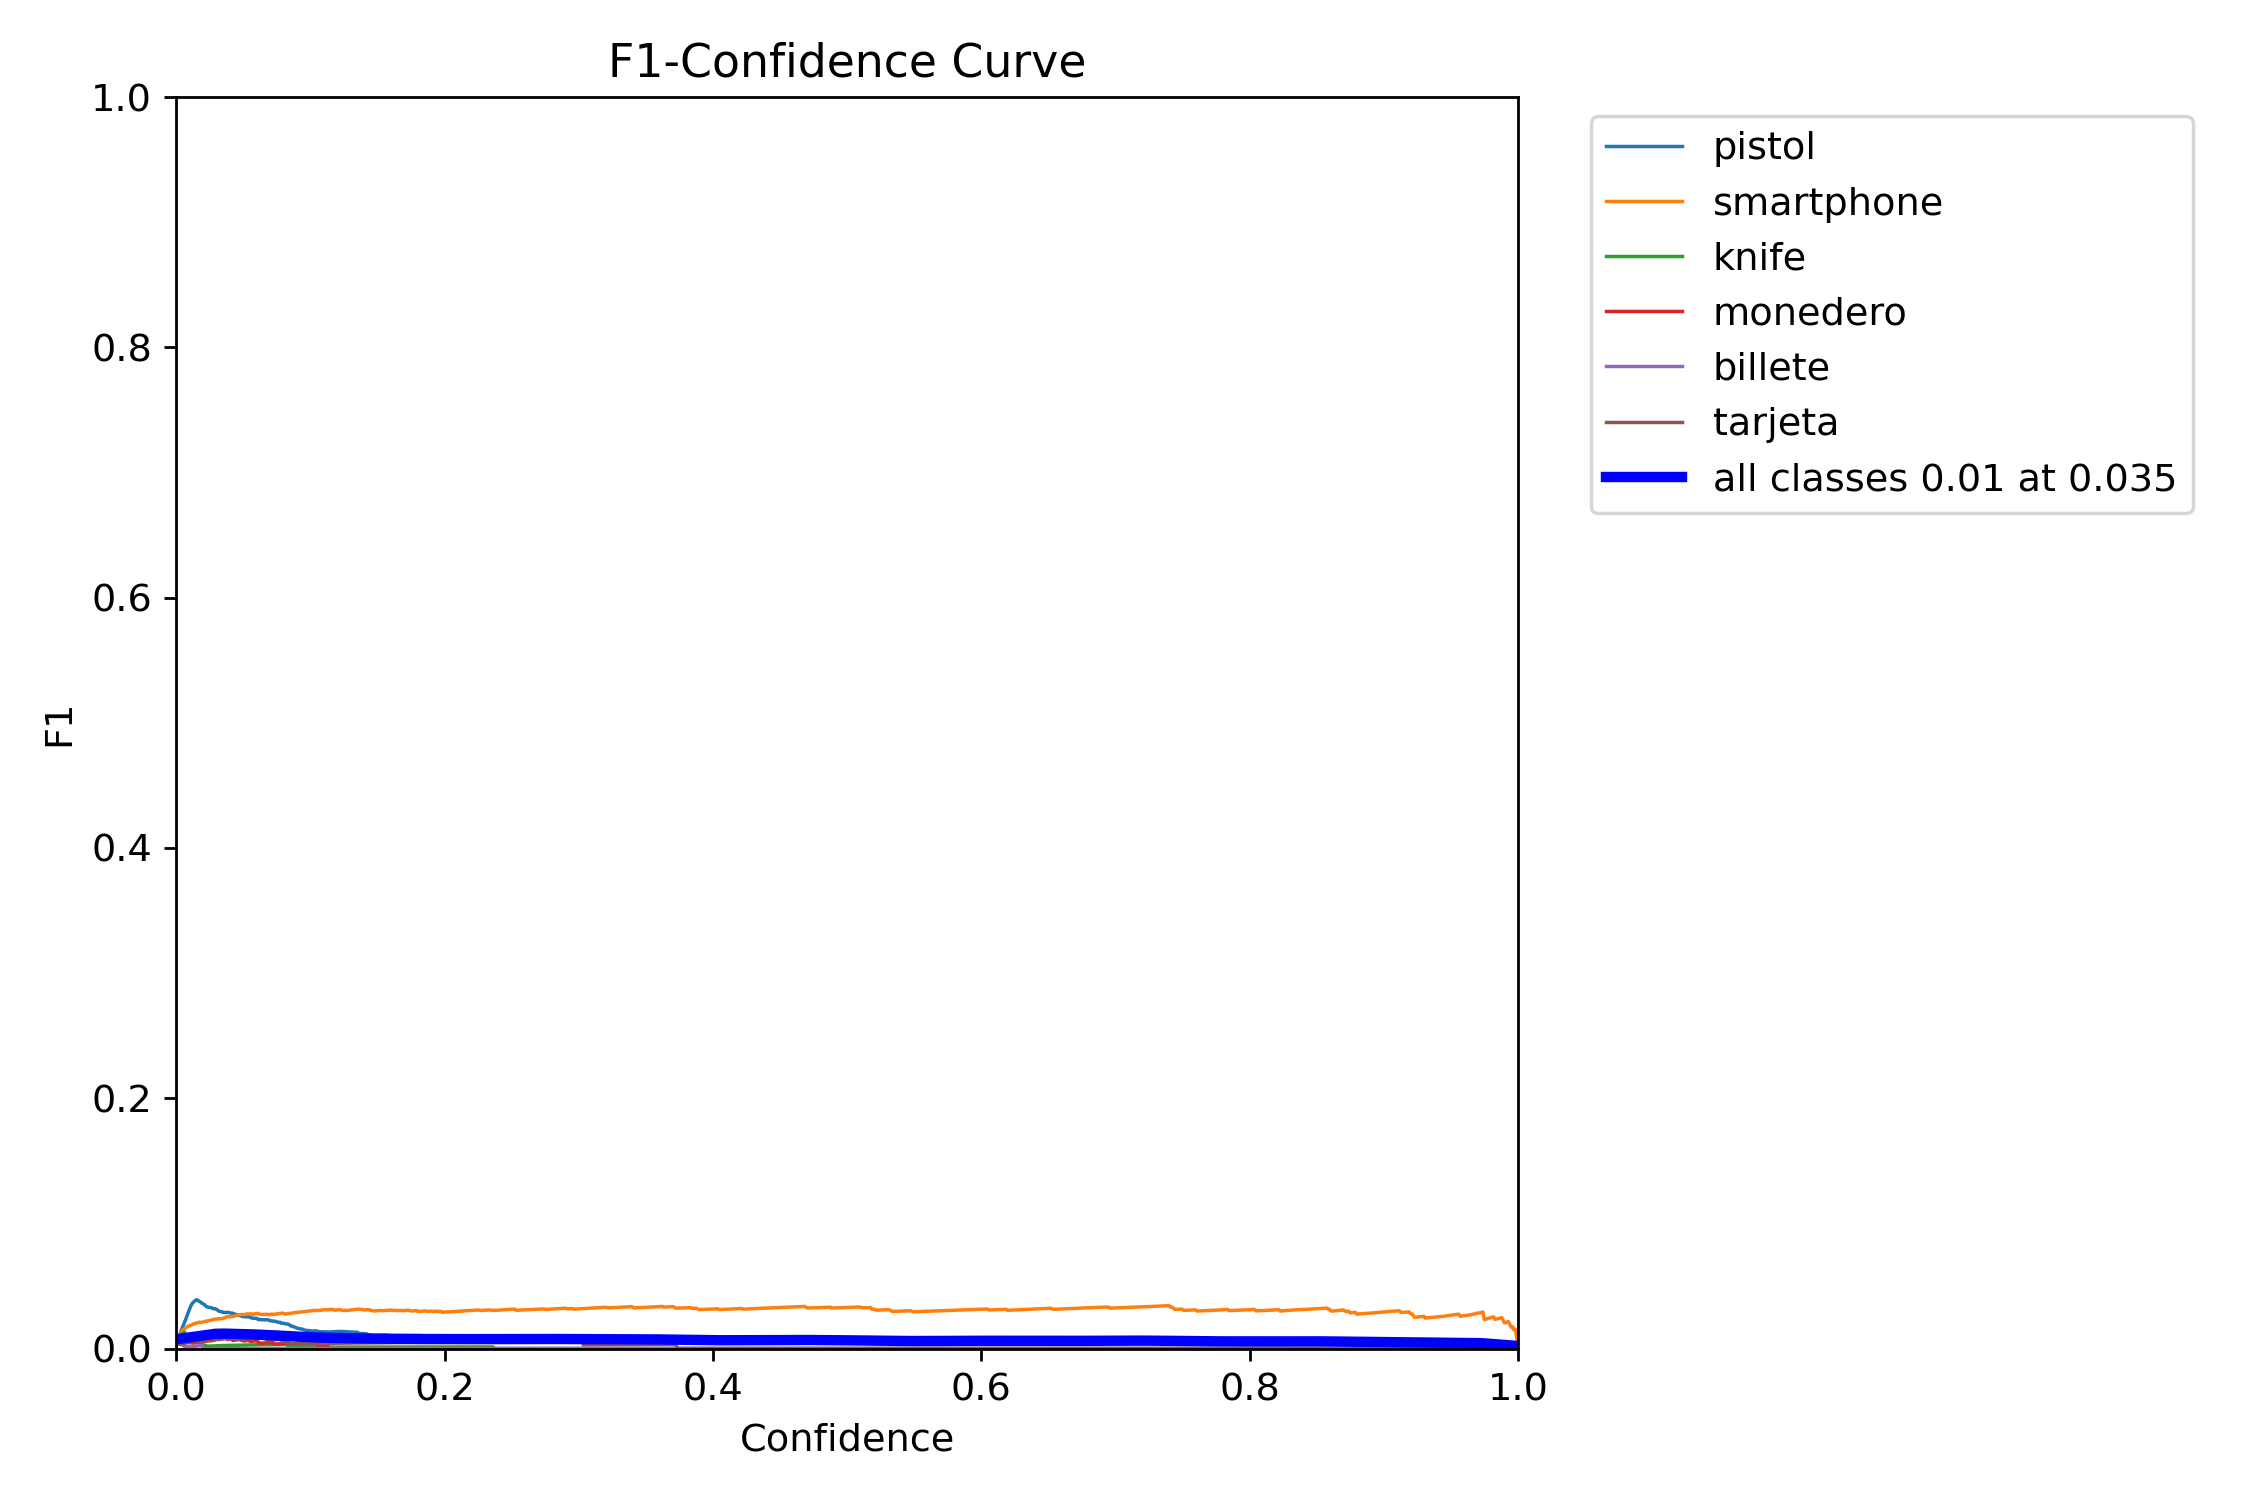 F1-Confidence Curve
1.0
0.8
0.6
0.4
0.2
0.0
F1
0.0 0.2 0.4 0.6 0.8 1.0
Confidence
pistol
smartphone
knife
monedero
billete
tarjeta
all classes 0.01 at 0.035